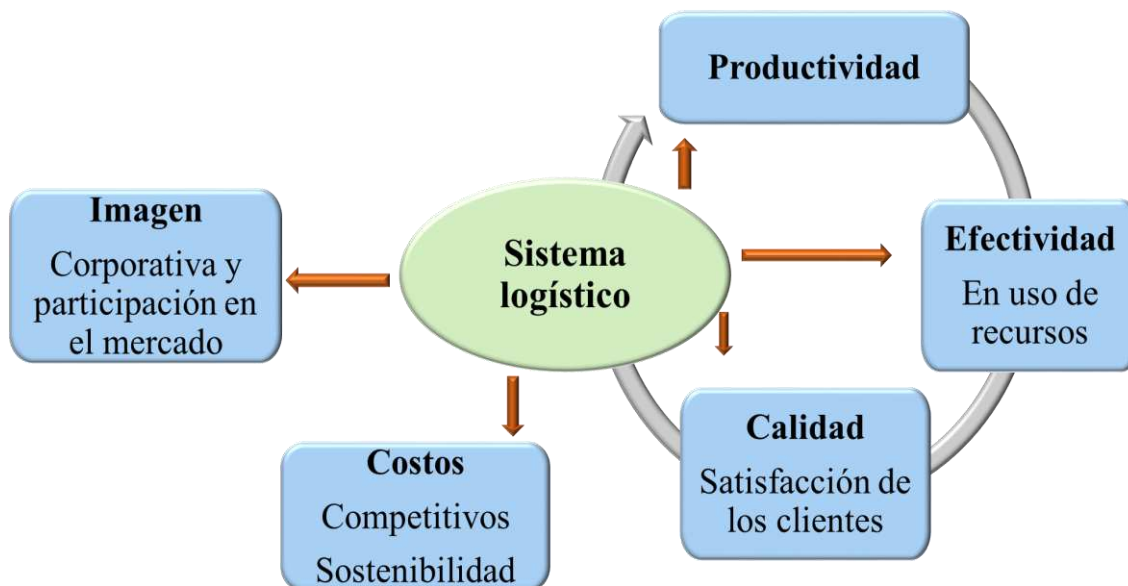 Productividad
Imagen
Corporativa y
participación en
el mercado
Sistema
logístico
Efectividad
En uso de
recursos
Costos
Competitivos
Sostenibilidad
Calidad
Satisfacción de
los clientes